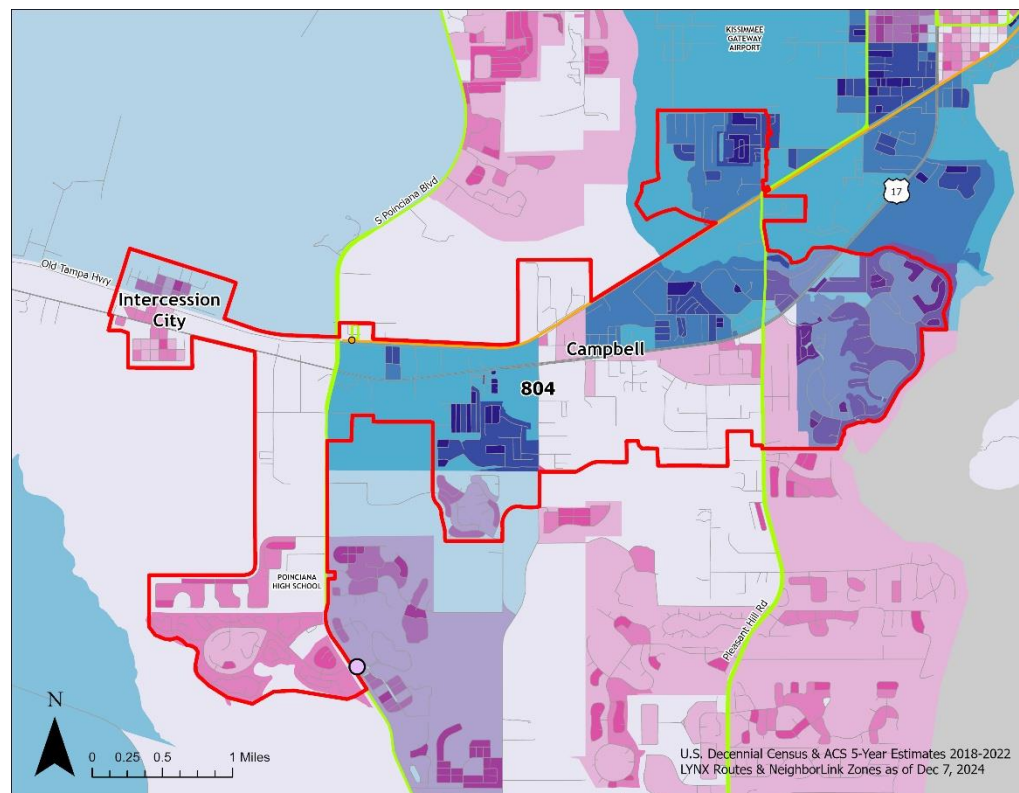 KISSIMMEE
GATEWAY
AIRPORT
S Poinciana Blvd
17
Old Tampa Hwy
Intercession
City
Campbell
804
POINCIANA
HIGH SCHOOL
Pleasant Hill Rd
N
0 0.25 0.5 1 Miles
U.S. Decennial Census & ACS 5-Year Estimates 2018-2022
LYNX Routes & NeighborLink Zones as of Dec 7, 2024